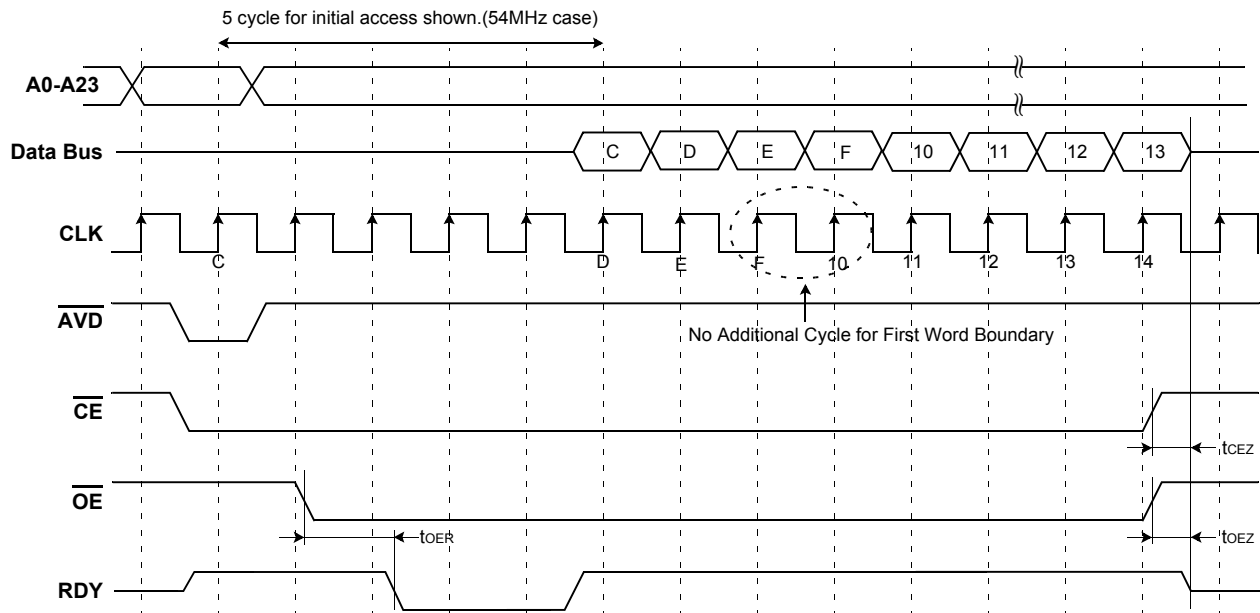 5 cycle for initial access shown.(54MHz case)
A0-A23
Data Bus C D E F 10 11 12 13
CLK
C D E F 10 11 12 13 14
AVD
No Additional Cycle for First Word Boundary
CE
tCEZ
OE
tOER tOEZ
RDY